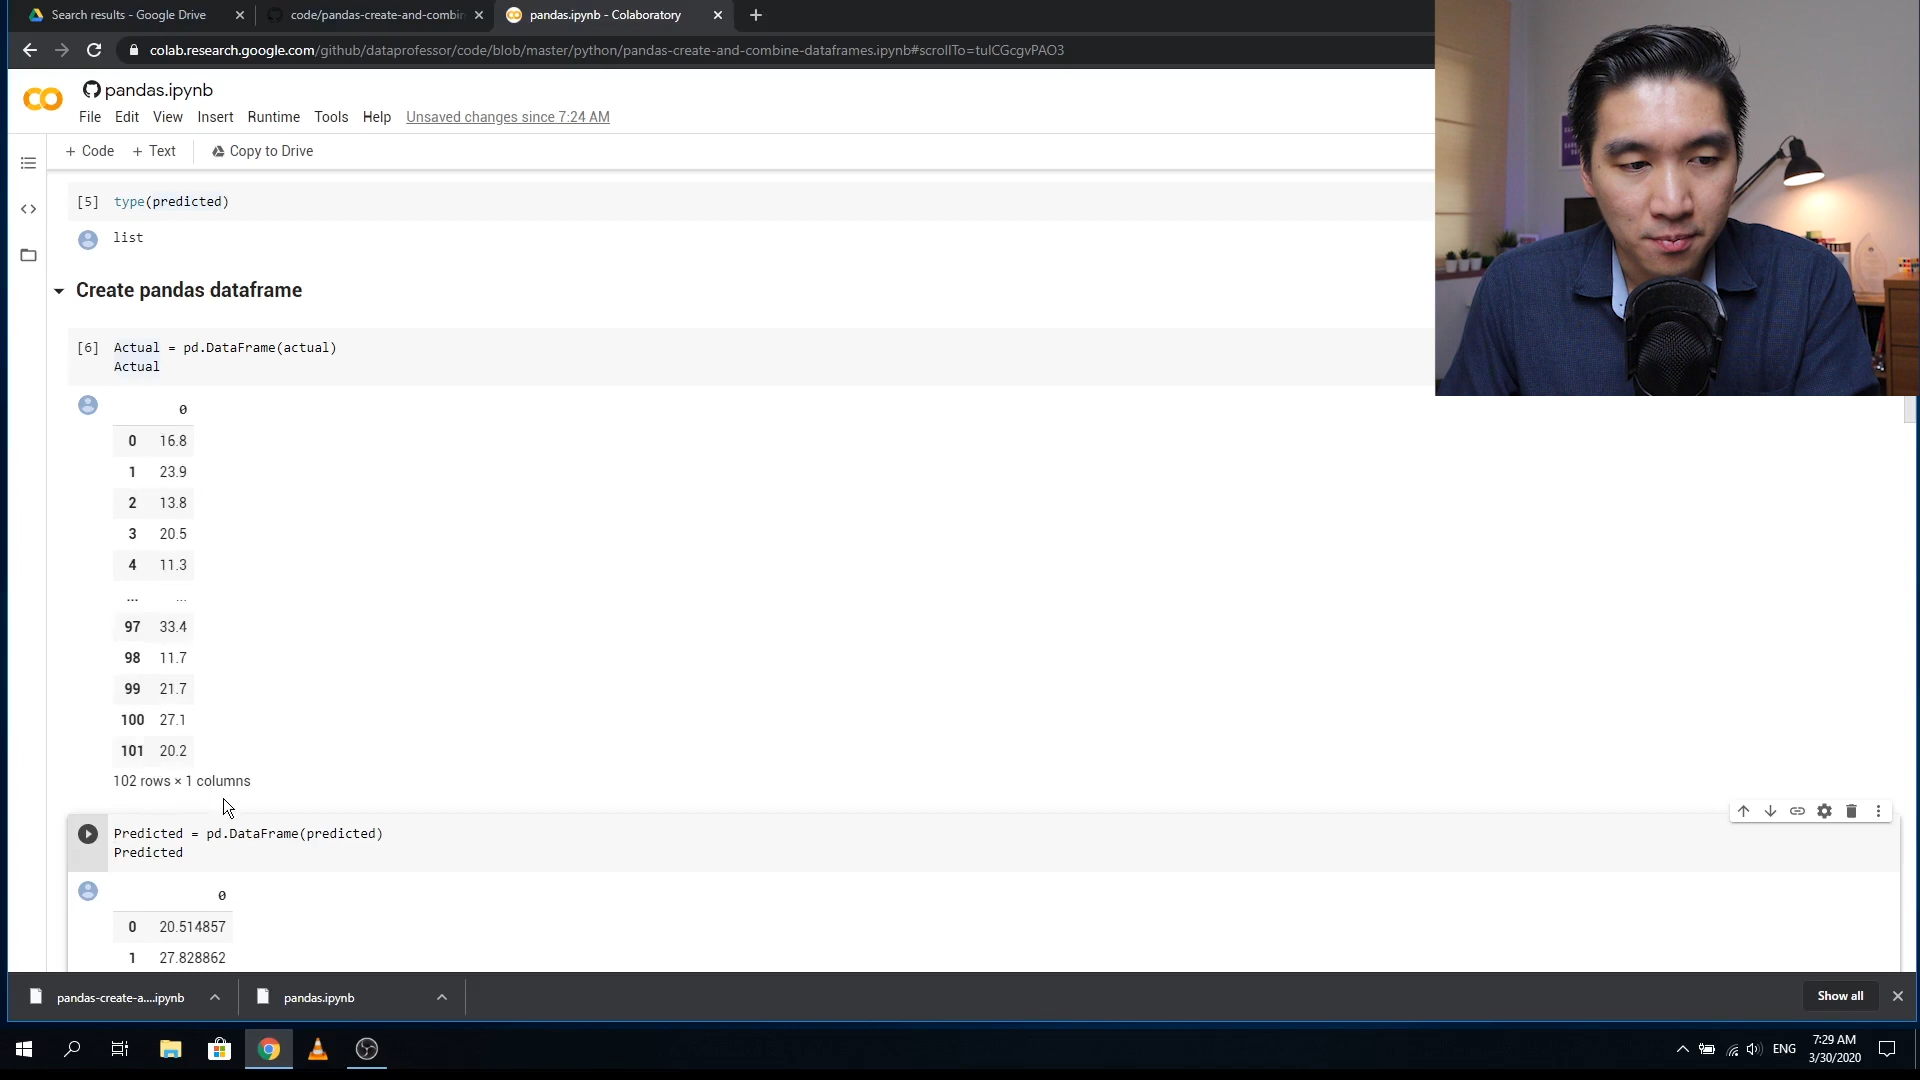 Search results - Google Drive
code/pandas-create-and-combin
pandas.ipynb - Colaboratory
colab.research.google.com/github/dataprofessor/code/blob/master/python/pandas-create-and-combine-dataframes.ipynb#scrollTo=tulCGcgvPAO3
pandas.ipynb
File Edit View Insert Runtime Tools Help Unsaved changes since 7:24 AM
+ Code + Text Copy to Drive
[5] type(predicted)
list
Create pandas dataframe
[6] Actual = pd.DataFrame(actual)
Actual
0
0 16.8
1 23.9
2 13.8
3 20.5
4 11.3
... ...
97 33.4
98 11.7
99 21.7
100 27.1
101 20.2
102 rows × 1 columns
Predicted = pd.DataFrame(predicted)
Predicted
0
0 20.514857
1 27.828862
pandas-create-a....ipynb
pandas.ipynb
Show all
ENG
7:29 AM
3/30/2020